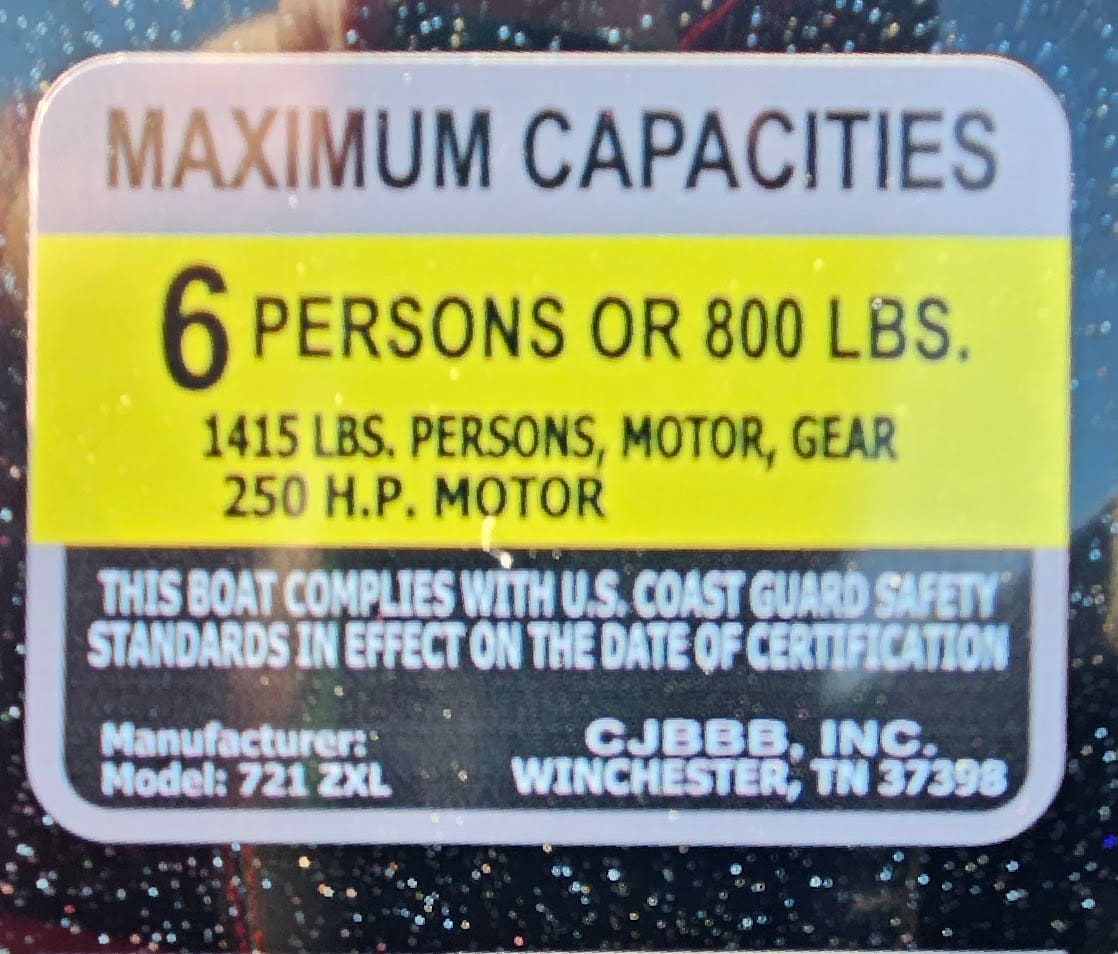 MAXIMUM CAPACITIES
6 PERSONS OR 800 LBS.
1415 LBS. PERSONS, MOTOR, GEAR
250 H.P. MOTOR
THIS BOAT COMPLIES WITH U.S. COAST GUARD SAFETY
STANDARDS IN EFFECT ON THE DATE OF CERTIFICATION
Manufacturer: CJBBB, INC.
Model: 721 ZXL WINCHESTER, TN 37398